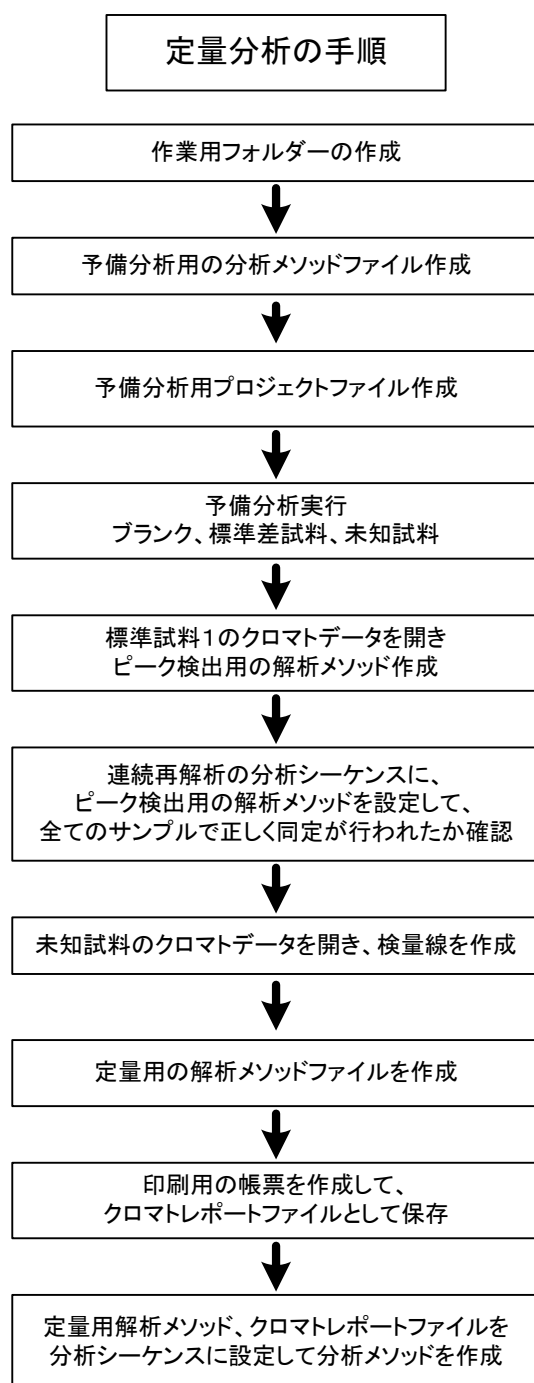 定量分析の手順
作業用フォルダーの作成
予備分析用の分析メソッドファイル作成
予備分析用プロジェクトファイル作成
予備分析実行
ブランク、標準差試料、未知試料
標準試料1のクロマトデータを開き
ピーク検出用の解析メソッド作成
連続再解析の分析シーケンスに、
ピーク検出用の解析メソッドを設定して、
全てのサンプルで正しく同定が行われたか確認
未知試料のクロマトデータを開き、検量線を作成
定量用の解析メソッドファイルを作成
印刷用の帳票を作成して、
クロマトレポートファイルとして保存
定量用解析メソッド、クロマトレポートファイルを
分析シーケンスに設定して分析メソッドを作成